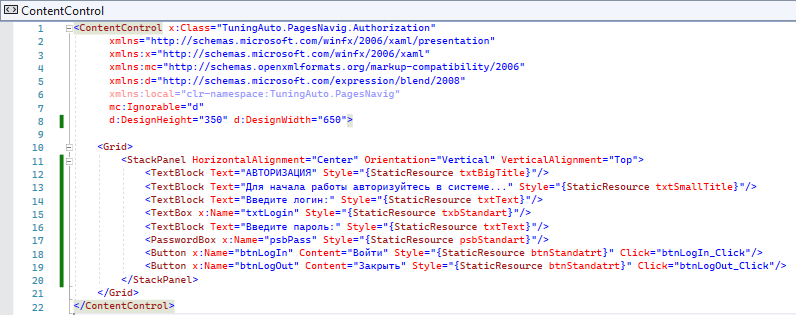 ContentControl
1 <ContentControl x:Class="TuningAuto.PagesNavig.Authorization"
2 xmlns="http://schemas.microsoft.com/winfx/2006/xaml/presentation"
3 xmlns:x="http://schemas.microsoft.com/winfx/2006/xaml"
4 xmlns:mc="http://schemas.openxmlformats.org/markup-compatibility/2006"
5 xmlns:d="http://schemas.microsoft.com/expression/blend/2008"
6 xmlns:local="clr-namespace:TuningAuto.PagesNavig"
7 mc:Ignorable="d"
8 d:DesignHeight="350" d:DesignWidth="650">
9
10 <Grid>
11 <StackPanel HorizontalAlignment="Center" Orientation="Vertical" VerticalAlignment="Top">
12 <TextBlock Text="АВТОРИЗАЦИЯ" Style="{StaticResource txtBigTitle}"/>
13 <TextBlock Text="Для начала работы авторизуйтесь в системе..." Style="{StaticResource txtSmallTitle}"/>
14 <TextBlock Text="Введите логин:" Style="{StaticResource txtText}"/>
15 <TextBox x:Name="txtLogin" Style="{StaticResource txbStandart}"/>
16 <TextBlock Text="Введите пароль:" Style="{StaticResource txtText}"/>
17 <PasswordBox x:Name="psbPass" Style="{StaticResource psbStandart}"/>
18 <Button x:Name="btnLogIn" Content="Войти" Style="{StaticResource btnStandatrt}" Click="btnLogIn_Click"/>
19 <Button x:Name="btnLogOut" Content="Закрыть" Style="{StaticResource btnStandatrt}" Click="btnLogOut_Click"/>
20 </StackPanel>
21 </Grid>
22 </ContentControl>